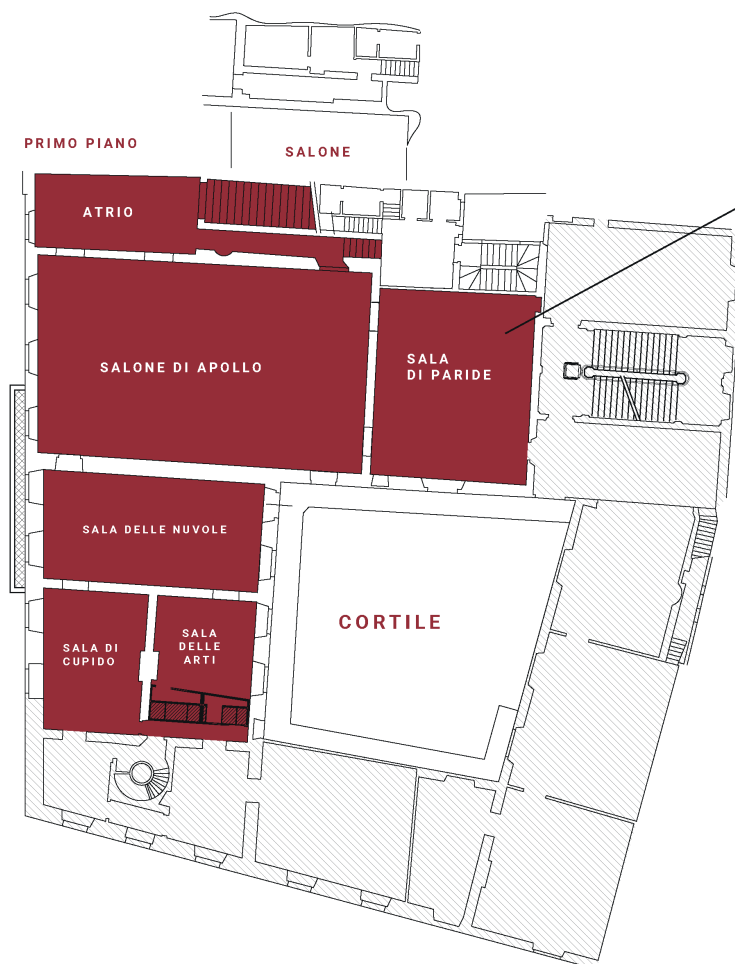 PRIMO PIANO
SALONE
ATRIO
SALONE DI APOLLO
SALA
DI PARIDE
SALA DELLE NUVOLE
CORTILE
SALA DI
CUPIDO
SALA
DELLE
ARTI